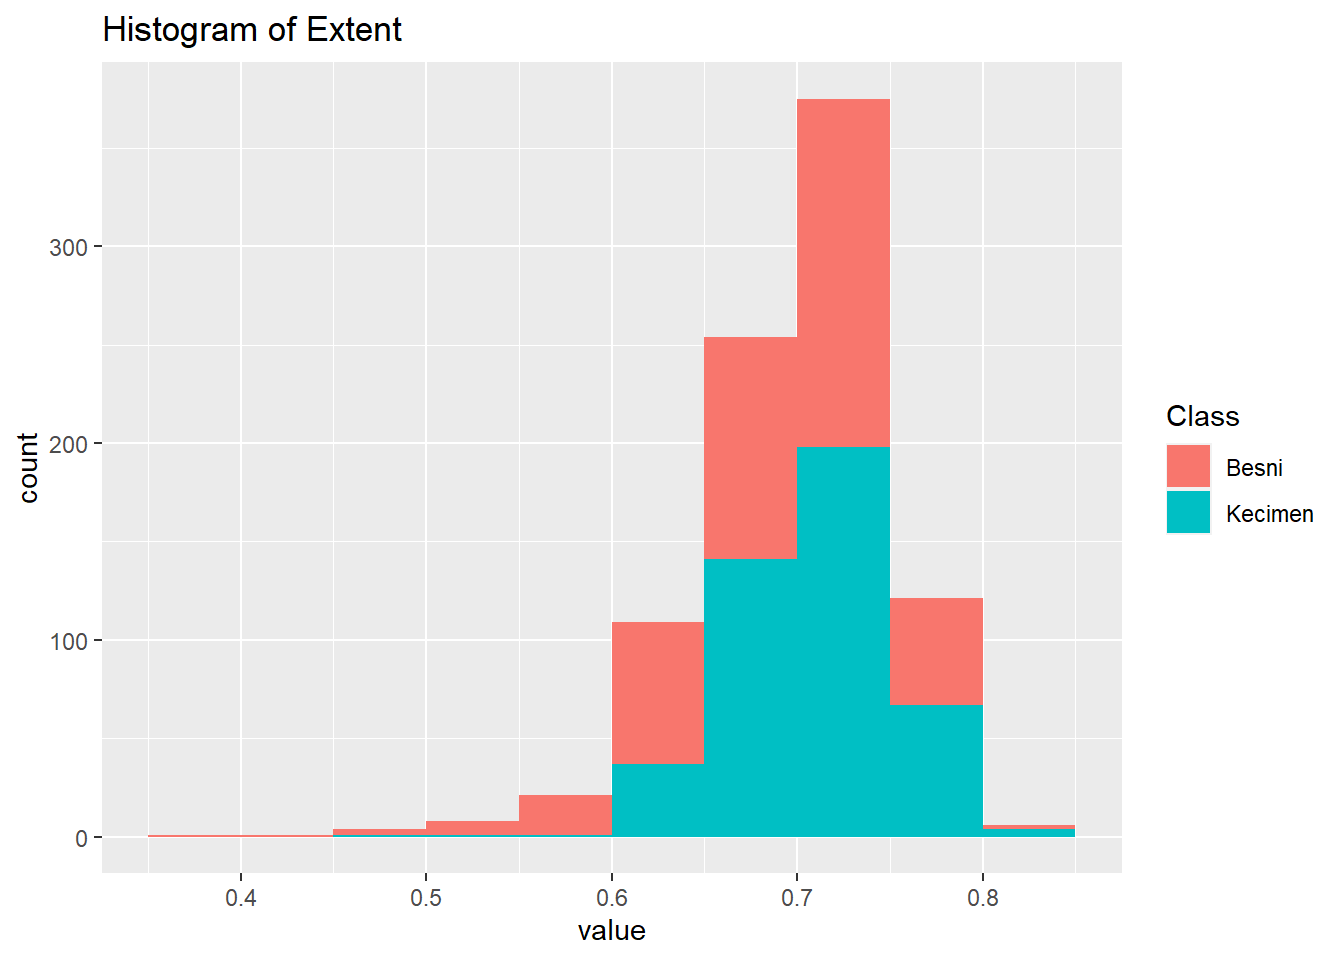 Histogram of Extent
300
200
100
0
count
0.4 0.5 0.6 0.7 0.8
value
Class
Besni
Kecimen